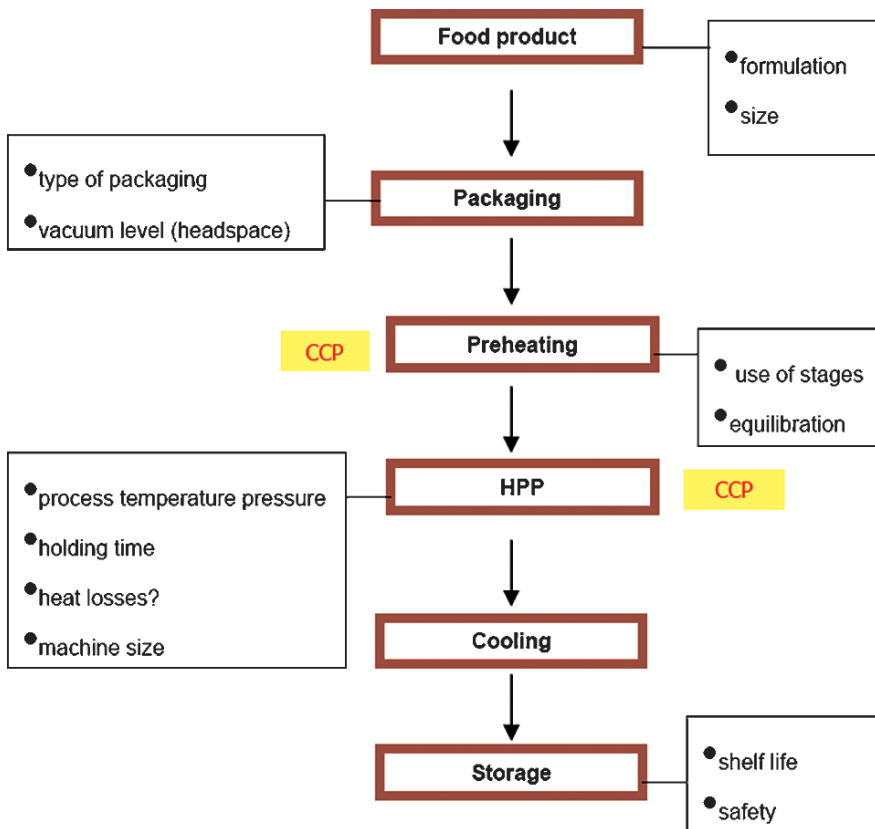 Food product
• formulation
• size
• type of packaging
• vacuum level (headspace)
Packaging
CCP
Preheating
• use of stages
• equilibration
• process temperature pressure
• holding time
• heat losses?
• machine size
HPP
CCP
Cooling
Storage
• shelf life
• safety